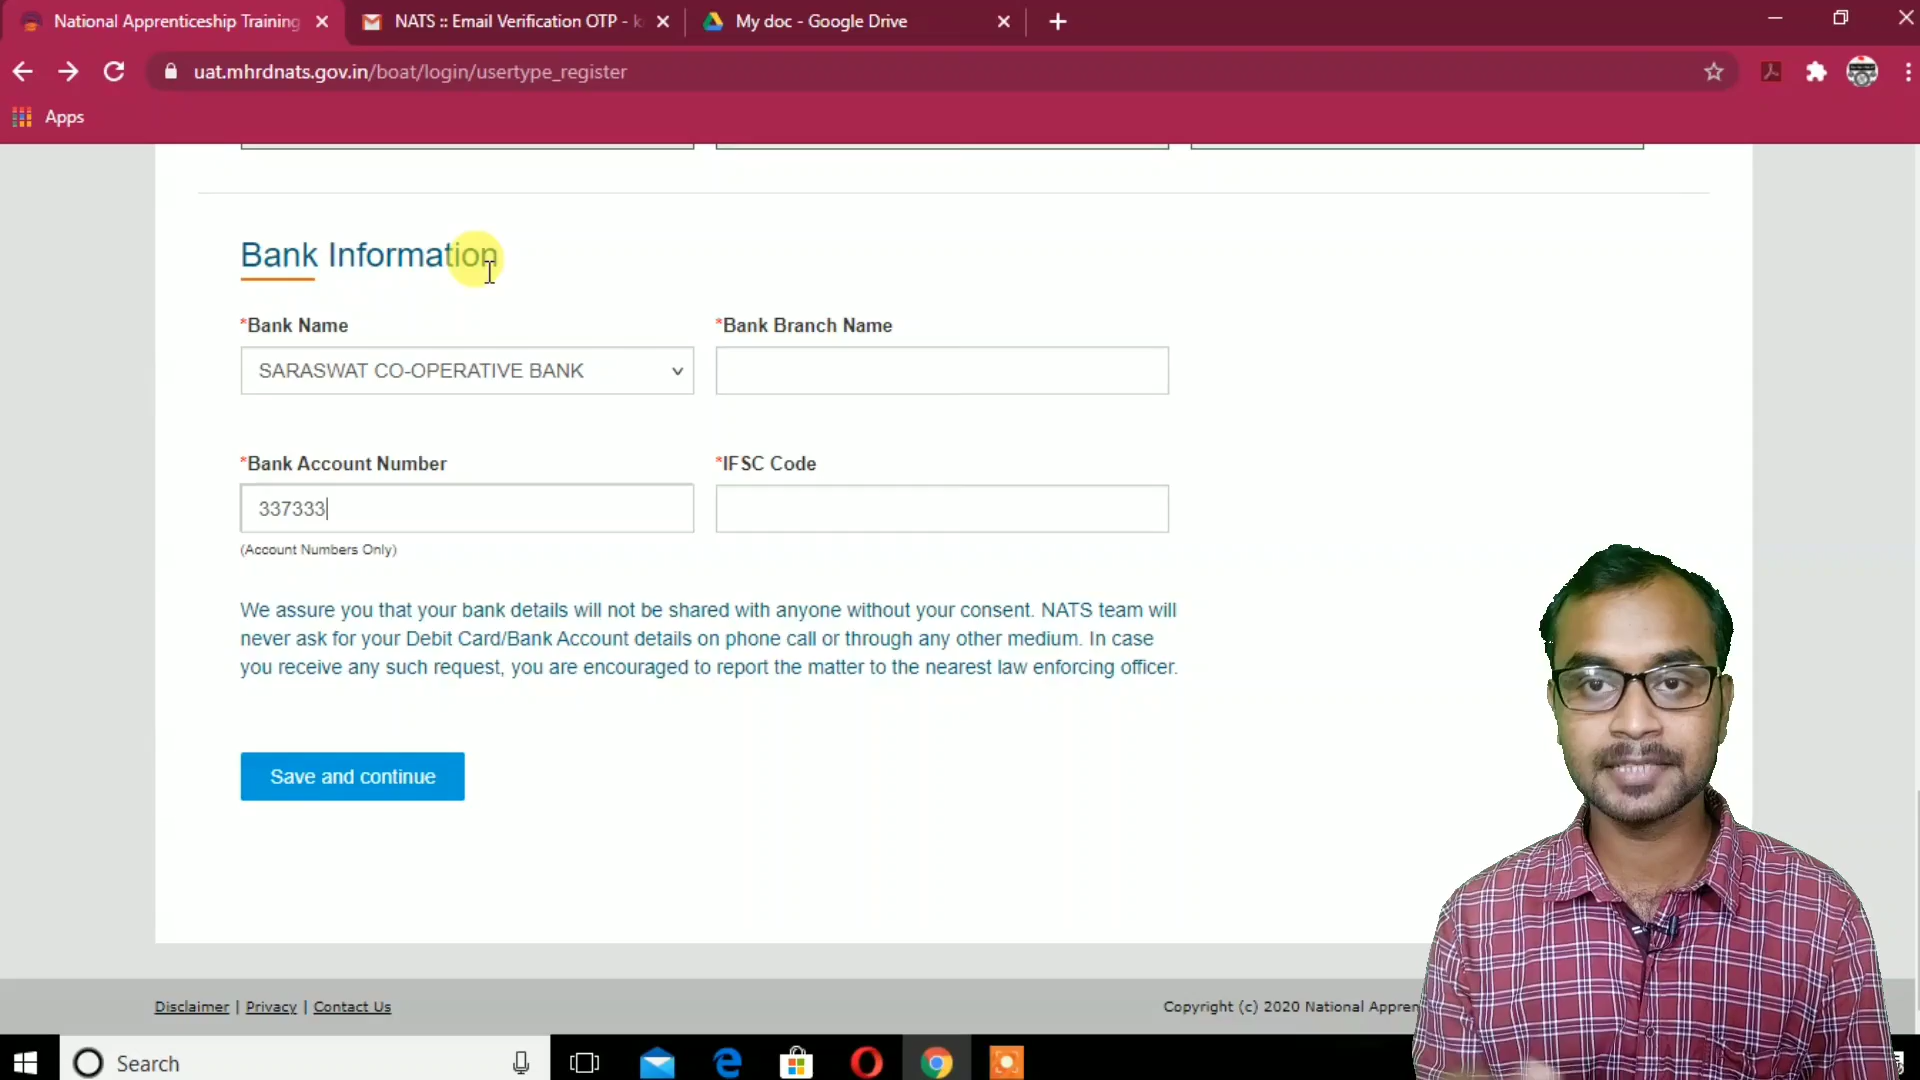 National Apprenticeship Training
NATS :: Email Verification OTP -
My doc - Google Drive
uat.mhrdnats.gov.in/boat/login/usertype_register
Apps
Bank Information
*Bank Name
*Bank Branch Name
SARASWAT CO-OPERATIVE BANK
*Bank Account Number
*IFSC Code
337333
(Account Numbers Only)
We assure you that your bank details will not be shared with anyone without your consent. NATS team will
never ask for your Debit Card/Bank Account details on phone call or through any other medium. In case
you receive any such request, you are encouraged to report the matter to the nearest law enforcing officer.
Save and continue
Disclaimer | Privacy | Contact Us
Copyright (c) 2020 National Appren
Search